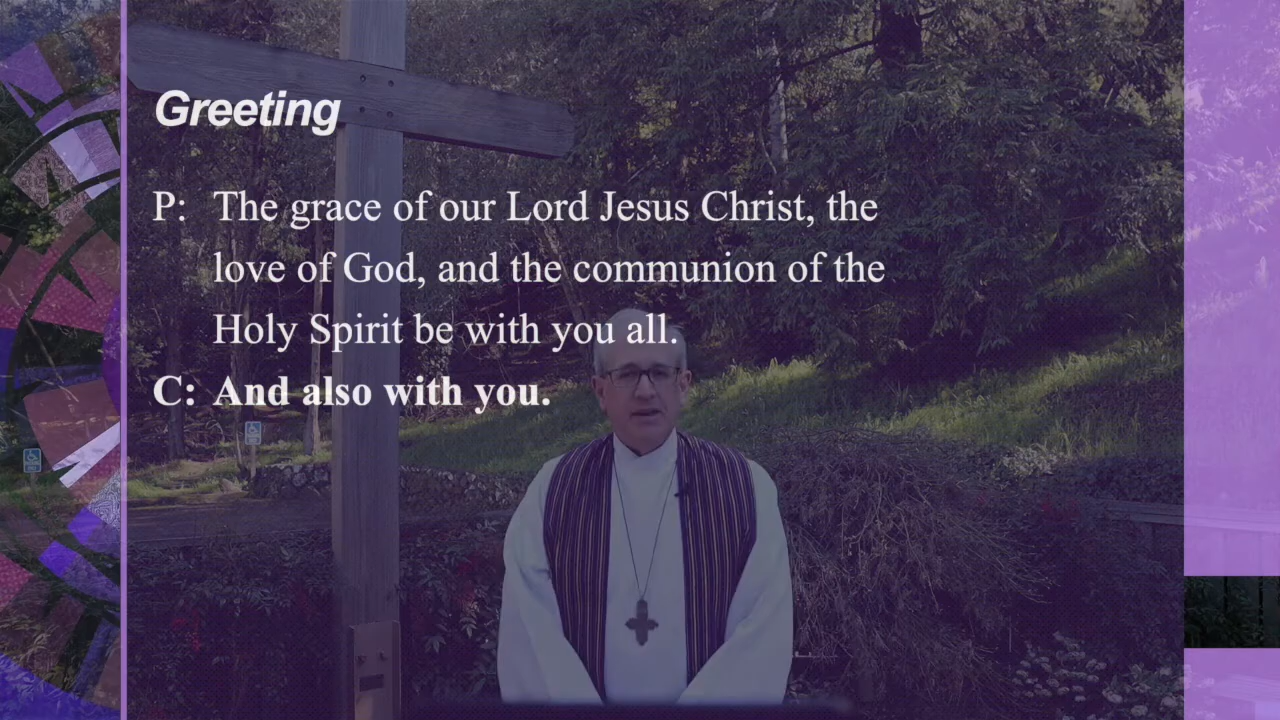 Greeting
P: The grace of our Lord Jesus Christ, the
love of God, and the communion of the
Holy Spirit be with you all.
C: And also with you.